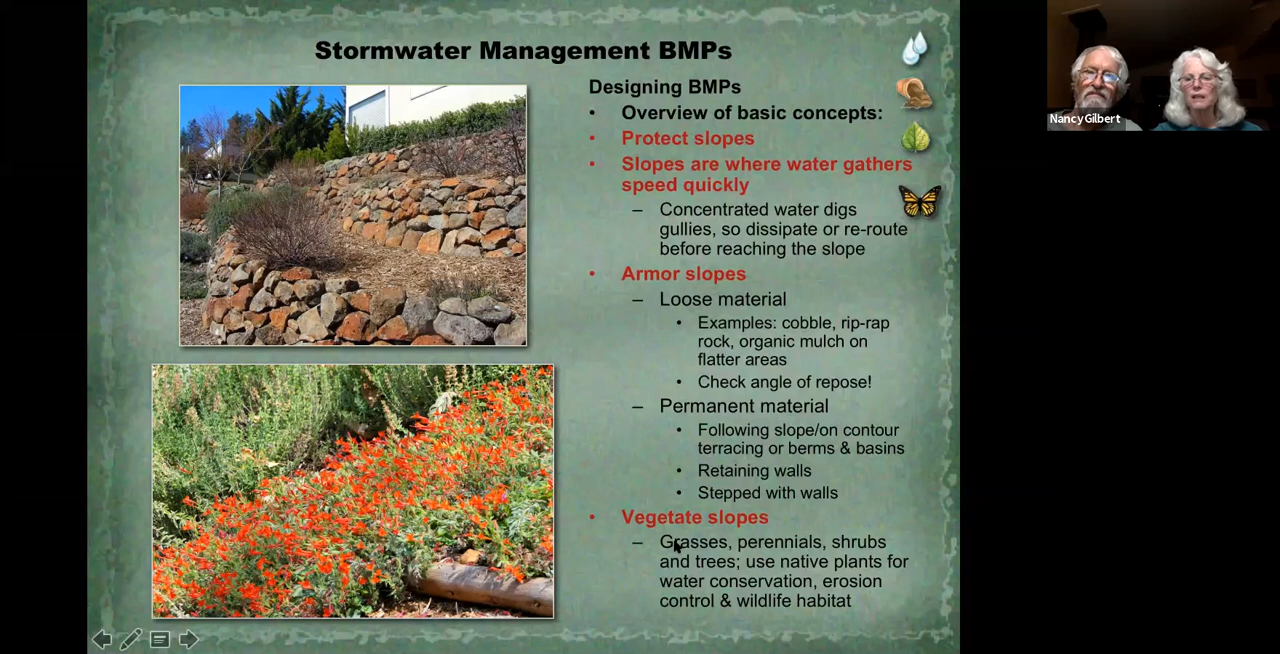 Stormwater Management BMPs
Designing BMPs
• Overview of basic concepts:
• Protect slopes
• Slopes are where water gathers
speed quickly
– Concentrated water digs
gullies, so dissipate or re-route
before reaching the slope
• Armor slopes
– Loose material
• Examples: cobble, rip-rap
rock, organic mulch on
flatter areas
• Check angle of repose!
– Permanent material
• Following slope/on contour
terracing or berms & basins
• Retaining walls
• Stepped with walls
• Vegetate slopes
– Grasses, perennials, shrubs
and trees; use native plants for
water conservation, erosion
control & wildlife habitat
NancyGilbert